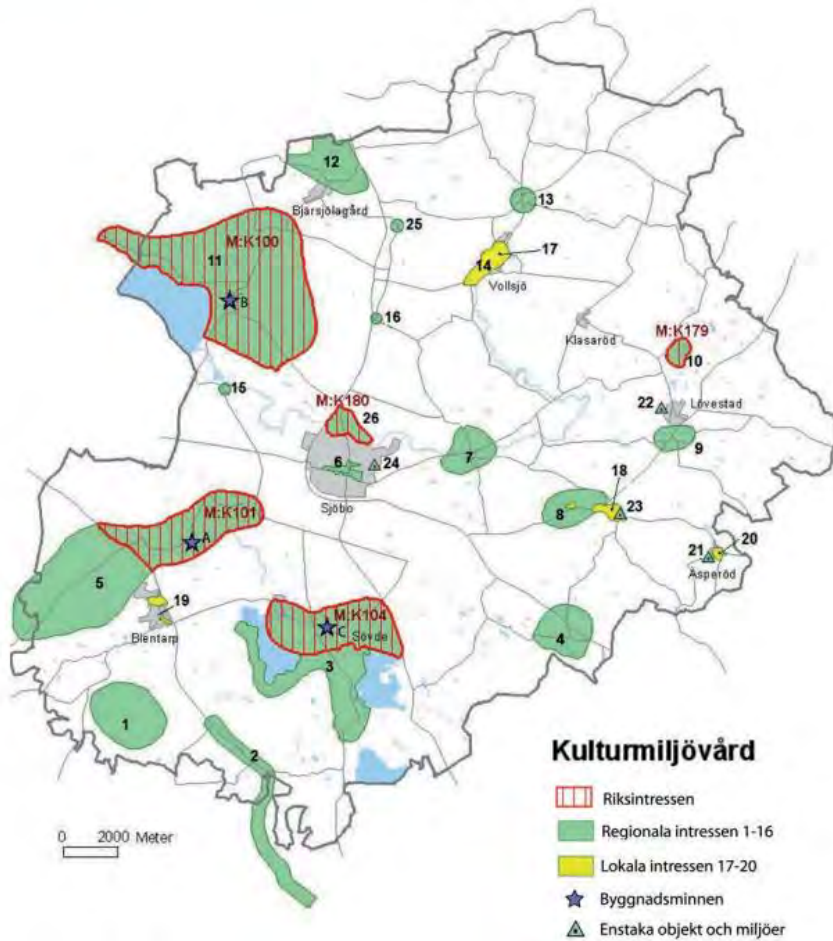 12
Bjärsjölagård
13
25
M:K100
17
11
14
Vollsjö
B
16
Klasaröd
M:K179
10
15
M:K180
22
Lövestad
26
9
6
24
7
Sjöbo
18
M:K101
8
23
A
20
21
5
Äsperöd
19
M:K104
Blentarp
C Sövde
4
3
1
2
Kulturmiljövård
Riksintressen
0 2000 Meter
Regionala intressen 1-16
Lokala intressen 17-20
Byggnadsminnen
Enstaka objekt och miljöer